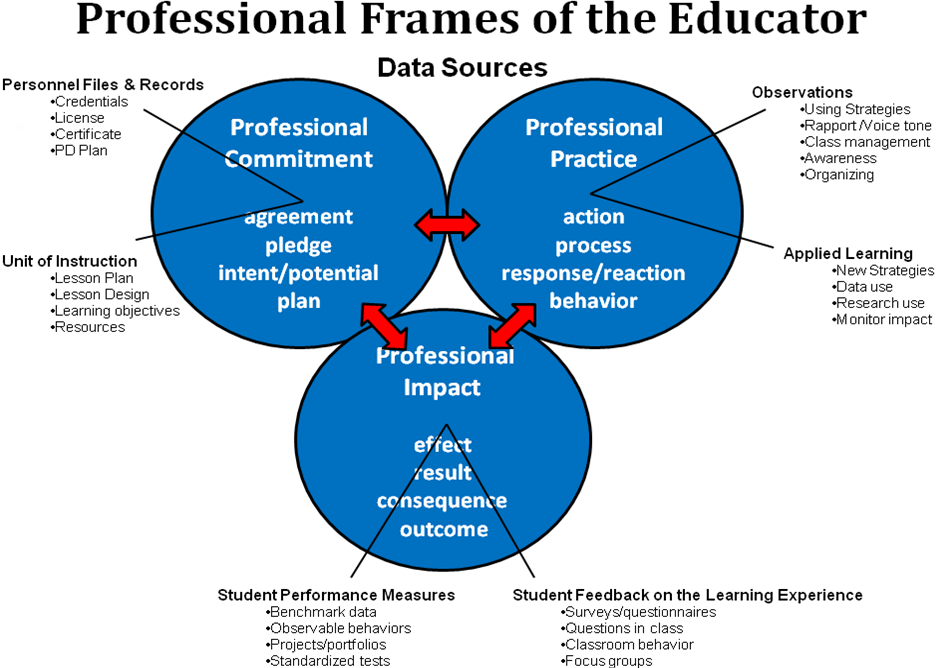 Professional Frames of the Educator
Data Sources
Personnel Files & Records
•Credentials
•License
•Certificate
•PD Plan
Unit of Instruction
•Lesson Plan
•Lesson Design
•Learning objectives
•Resources
Professional
Commitment
agreement
pledge
intent/potential
plan
Professional
Practice
action
process
response/reaction
behavior
Observations
•Using Strategies
•Rapport/Voice tone
•Class management
•Awareness
•Organizing
Applied Learning
•New Strategies
•Data use
•Research use
•Monitor impact
Professional
Impact
effect
result
consequence
outcome
Student Performance Measures
•Benchmark data
•Observable behaviors
•Projects/portfolios
•Standardized tests
Student Feedback on the Learning Experience
•Surveys/questionnaires
•Questions in class
•Classroom behavior
•Focus groups